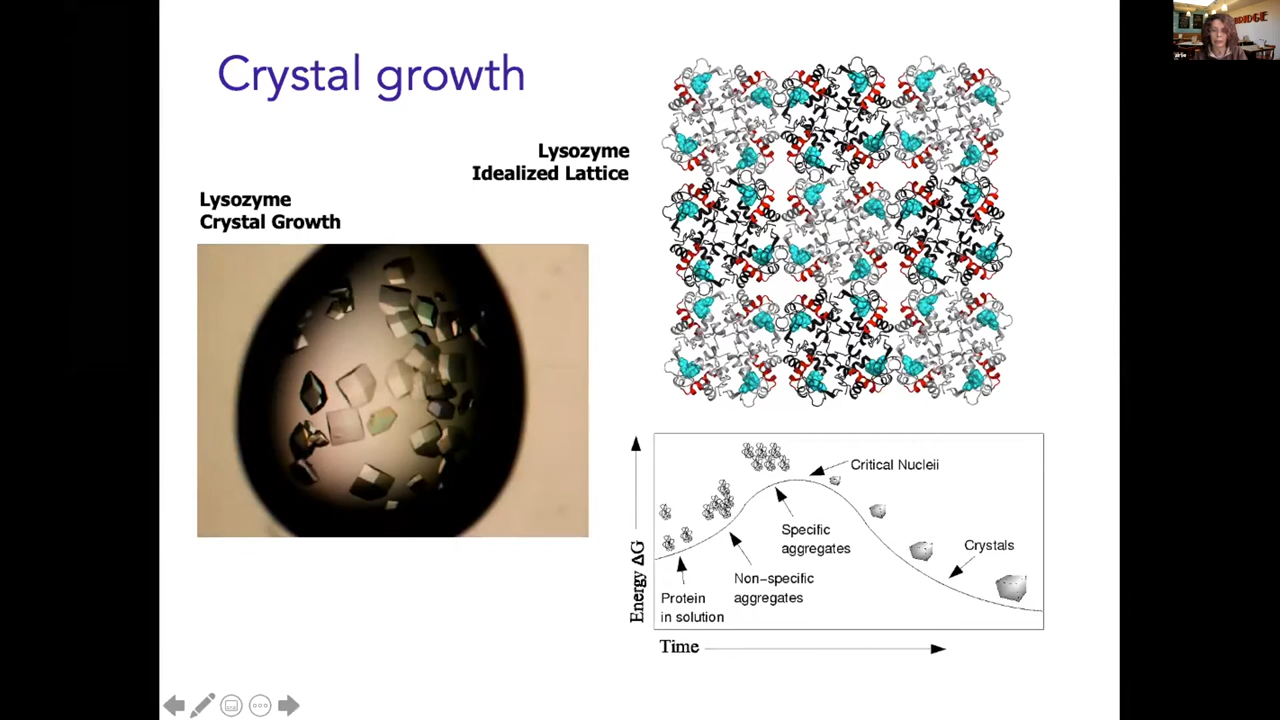 Crystal growth
Lysozyme
Idealized Lattice
Lysozyme
Crystal Growth
Critical Nucleii
Specific
aggregates
Crystals
Non-specific
aggregates
Protein
in solution
Energy ΔG
Time